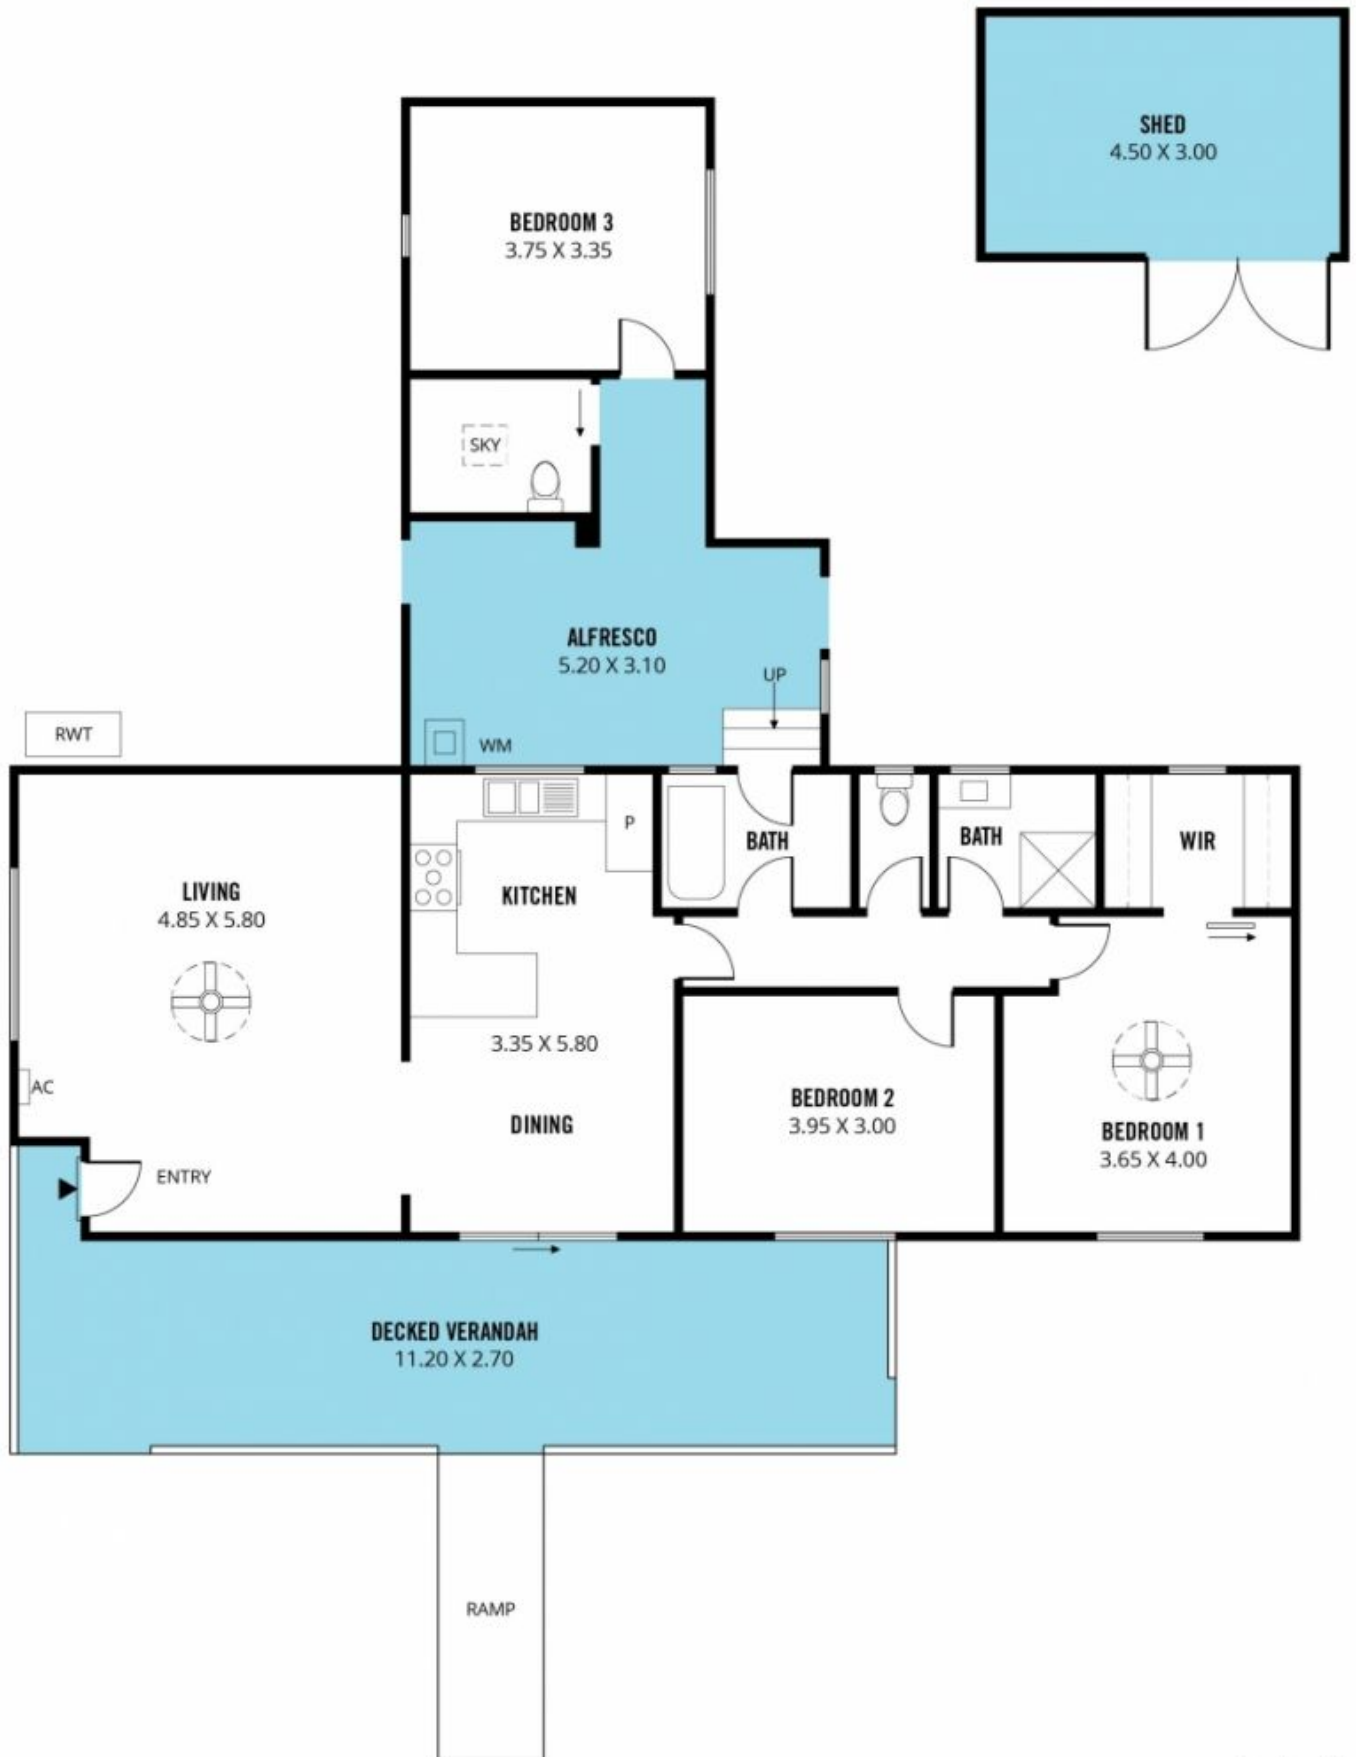 SHED
4.50 X 3.00
BEDROOM 3
3.75 X 3.35
SKY
ALFRESCO
5.20 X 3.10
UP
RWT
WM
P
BATH
BATH
WIR
LIVING
4.85 X 5.80
KITCHEN
3.35 X 5.80
AC
BEDROOM 2
3.95 X 3.00
DINING
BEDROOM 1
3.65 X 4.00
ENTRY
DECKED VERANDAH
11.20 X 2.70
RAMP